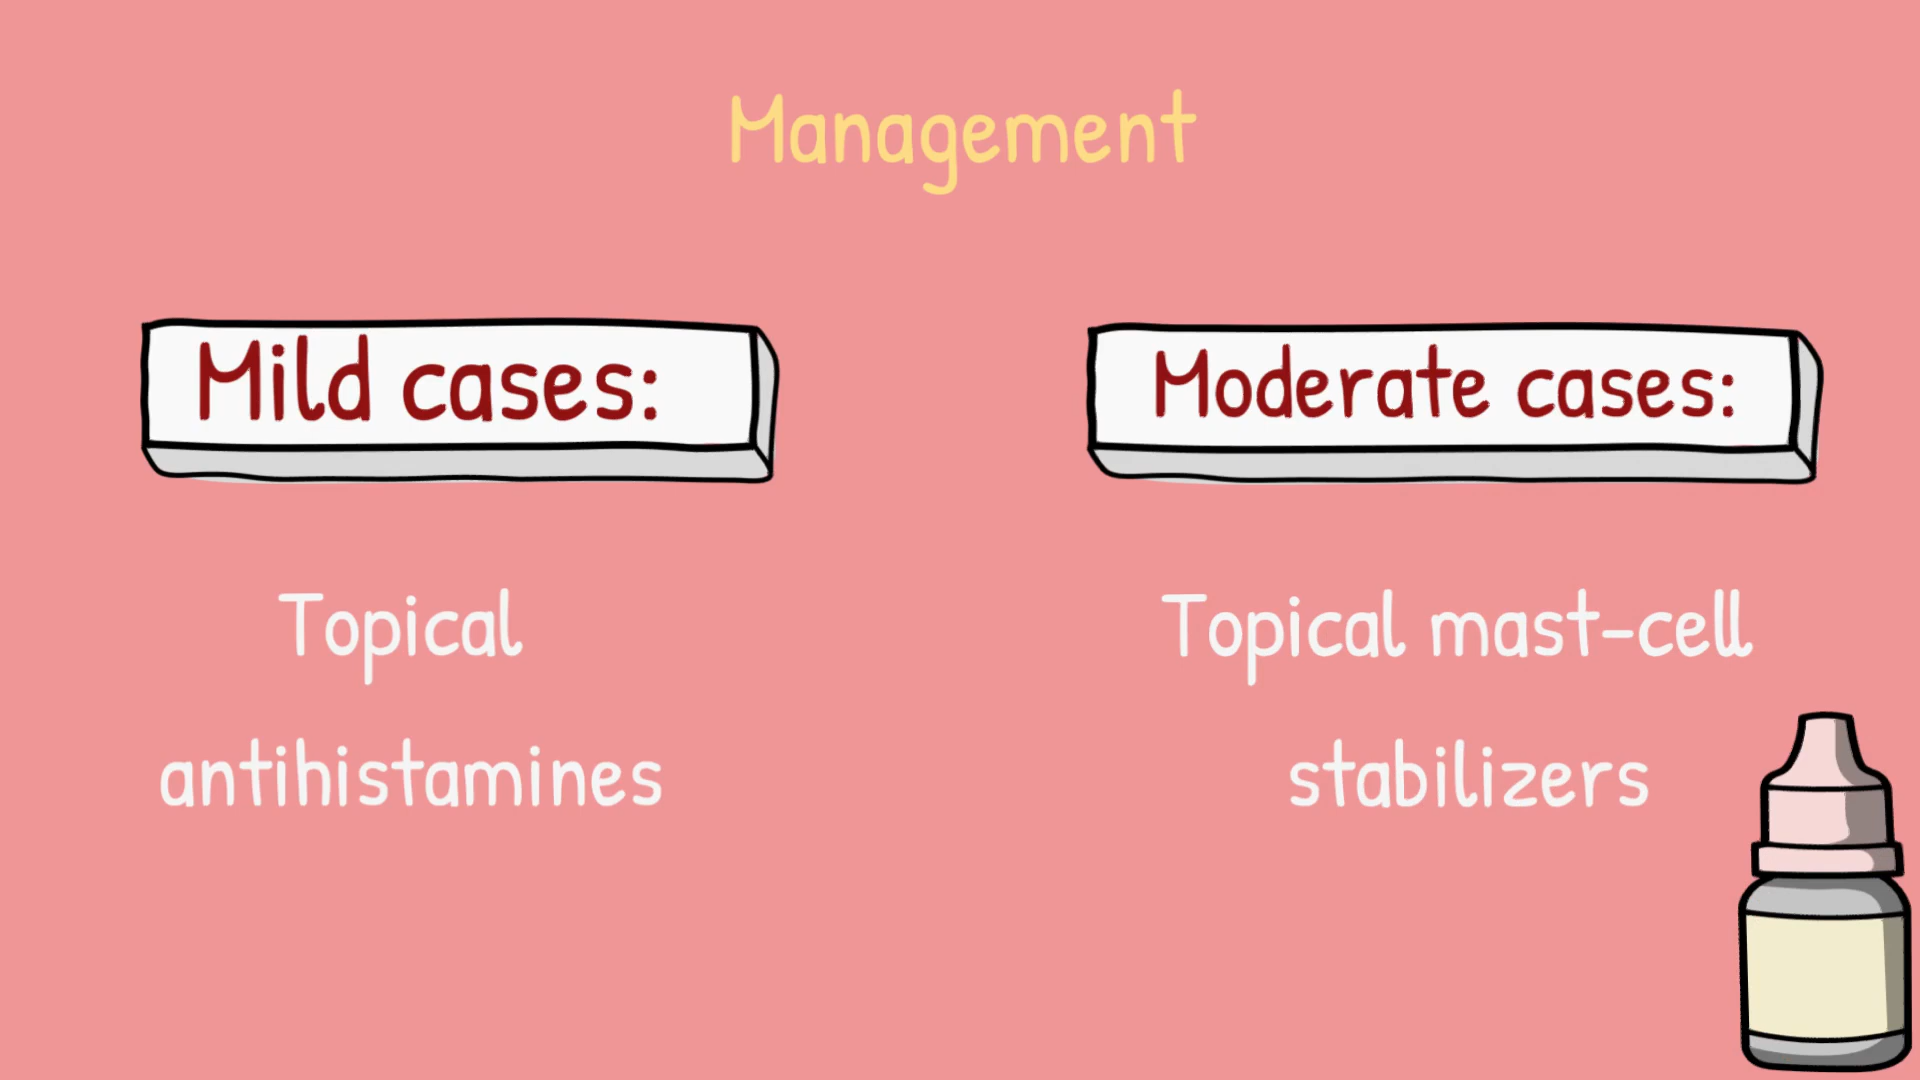 Management
Mild cases:
Topical
antihistamines
Moderate cases:
Topical mast-cell
stabilizers